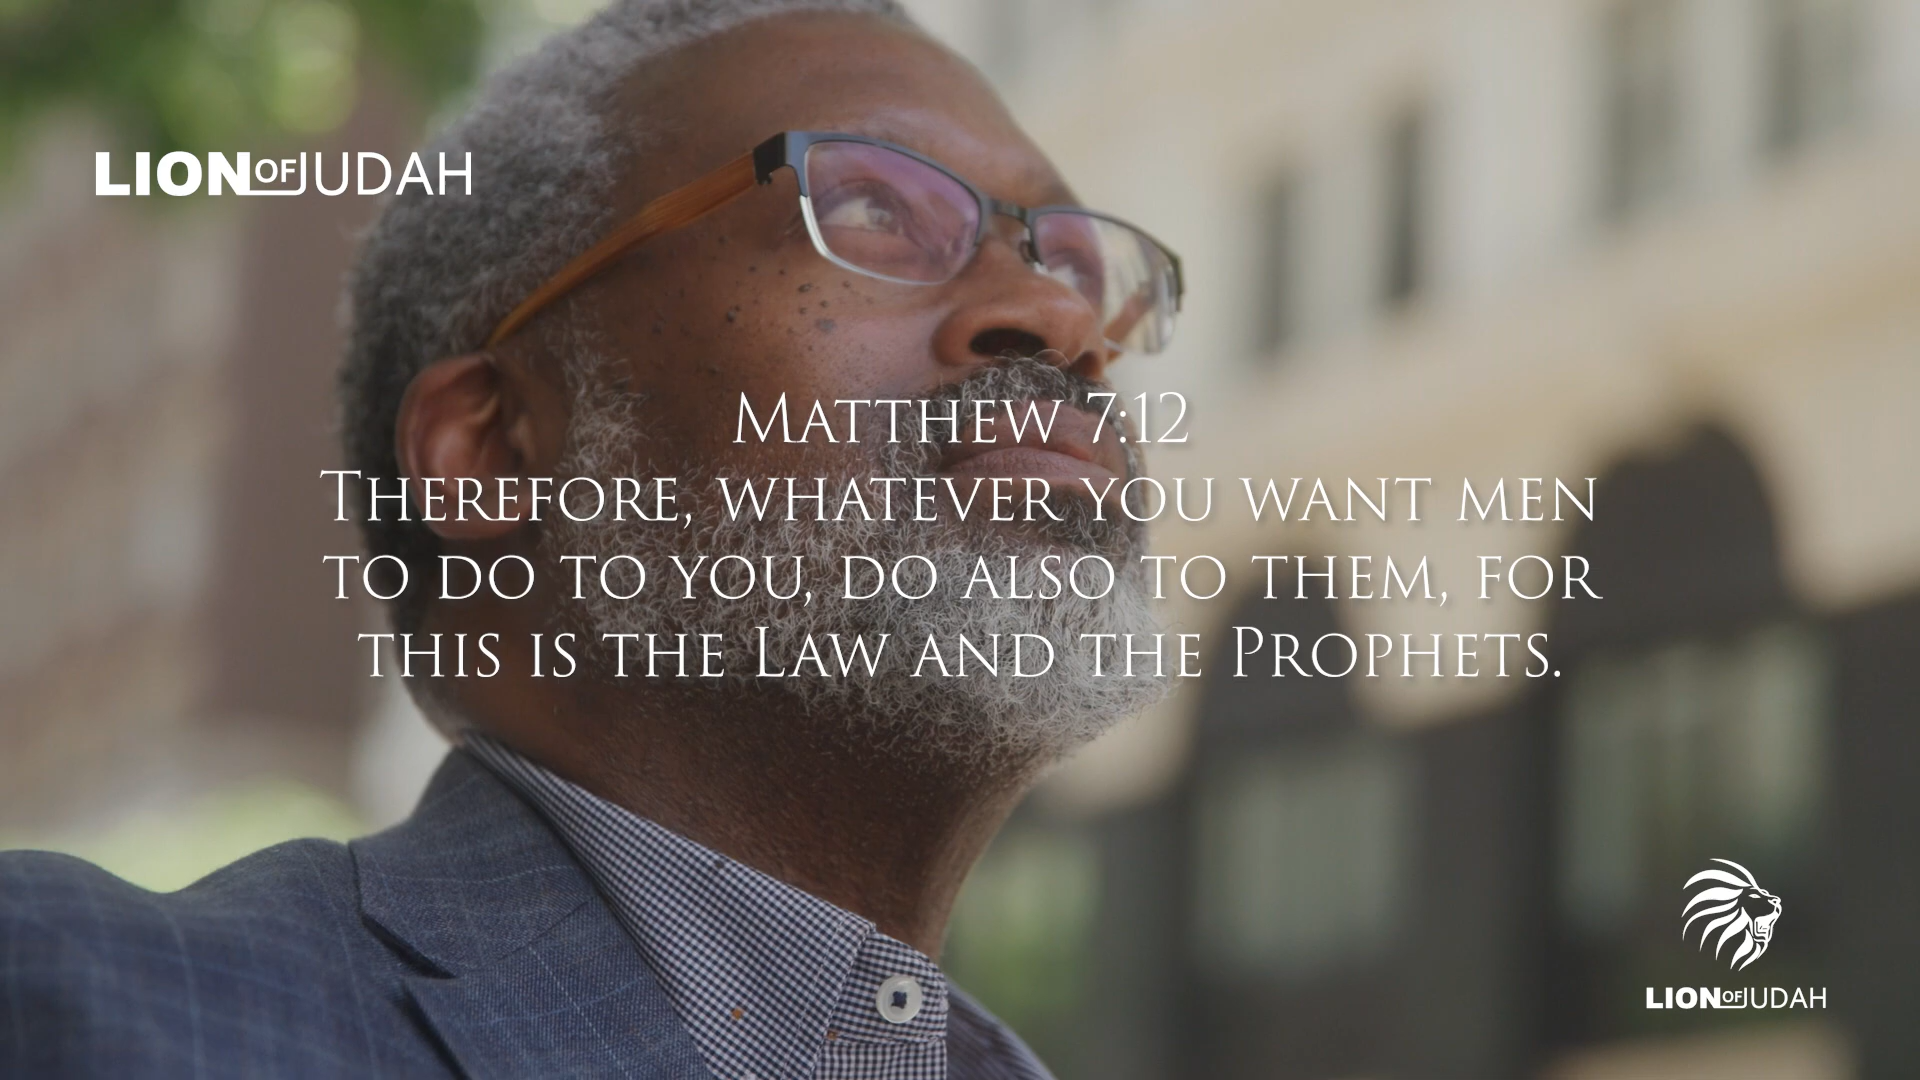 LION OF JUDAH
Matthew 7:12
Therefore, whatever you want men
to do to you, do also to them, for
this is the Law and the Prophets.
LION OF JUDAH